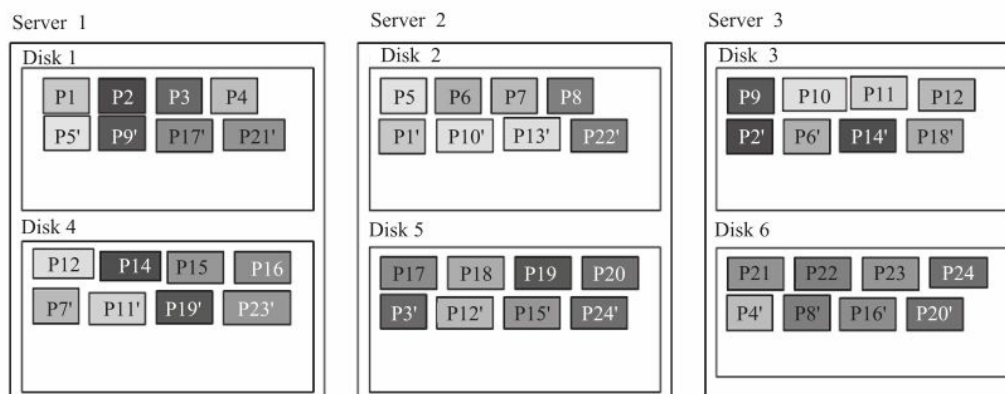 Server 1
Server 2
Server 3
Disk 1
P1 P2 P3 P4
P5' P9' P17' P21'
Disk 2
P5 P6 P7 P8
P1' P10' P13' P22'
Disk 3
P9 P10 P11 P12
P2' P6' P14' P18'
Disk 4
P12 P14 P15 P16
P7' P11' P19' P23'
Disk 5
P17 P18 P19 P20
P3' P12' P15' P24'
Disk 6
P21 P22 P23 P24
P4' P8' P16' P20'